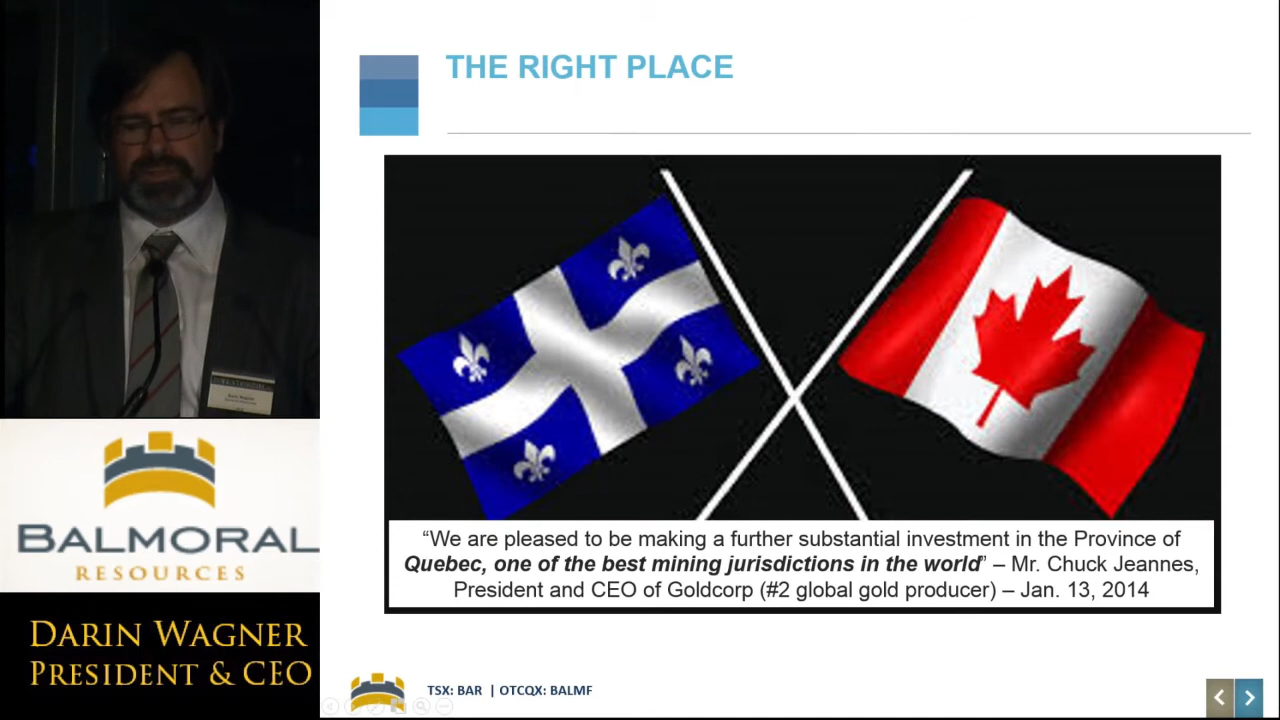 THE RIGHT PLACE
“We are pleased to be making a further substantial investment in the Province of
Quebec, one of the best mining jurisdictions in the world” – Mr. Chuck Jeannes,
President and CEO of Goldcorp (#2 global gold producer) – Jan. 13, 2014
BALMORAL
RESOURCES
DARIN WAGNER
PRESIDENT & CEO
TSX: BAR | OTCQX: BALMF